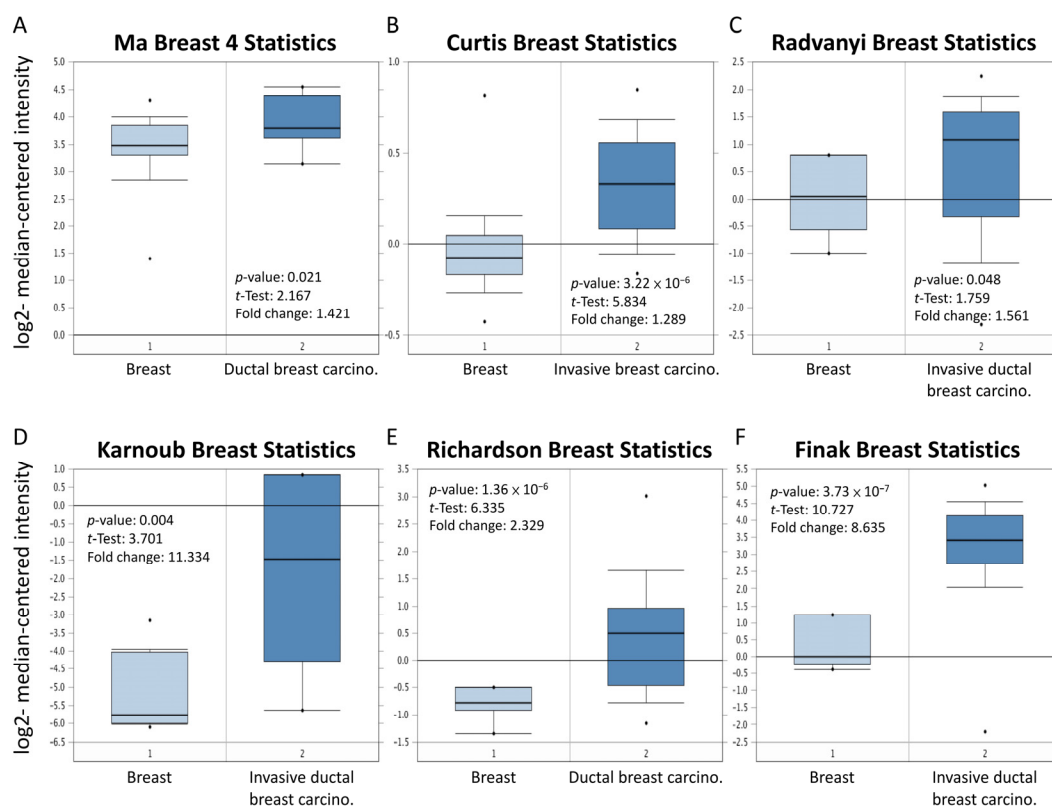 A
Ma Breast 4 Statistics
log2- median-centered intensity
5.0
4.5
4.0
3.5
3.0
2.5
2.0
1.5
1.0
0.5
0.0
p-value: 0.021
t-Test: 2.167
Fold change: 1.421
1
2
Breast
Ductal breast carcino.
B
Curtis Breast Statistics
1.0
0.5
0.0
-0.5
p-value: 3.22 × 10⁻⁶
t-Test: 5.834
Fold change: 1.289
1
2
Breast
Invasive breast carcino.
C
Radvanyi Breast Statistics
2.5
2.0
1.5
1.0
0.5
0.0
-0.5
-1.0
-1.5
-2.0
-2.5
p-value: 0.048
t-Test: 1.759
Fold change: 1.561
1
2
Breast
Invasive ductal
breast carcino.
D
Karnoub Breast Statistics
log2- median-centered intensity
1.0
0.5
0.0
-0.5
-1.0
-1.5
-2.0
-2.5
-3.0
-3.5
-4.0
-4.5
-5.0
-5.5
-6.0
-6.5
p-value: 0.004
t-Test: 3.701
Fold change: 11.334
1
2
Breast
Invasive ductal
breast carcino.
E
Richardson Breast Statistics
3.5
3.0
2.5
2.0
1.5
1.0
0.5
0.0
-0.5
-1.0
-1.5
p-value: 1.36 × 10⁻⁶
t-Test: 6.335
Fold change: 2.329
1
2
Breast
Ductal breast carcino.
F
Finak Breast Statistics
5.5
5.0
4.5
4.0
3.5
3.0
2.5
2.0
1.5
1.0
0.5
0.0
-0.5
-1.0
-1.5
-2.0
-2.5
p-value: 3.73 × 10⁻⁷
t-Test: 10.727
Fold change: 8.635
1
2
Breast
Invasive ductal
breast carcino.